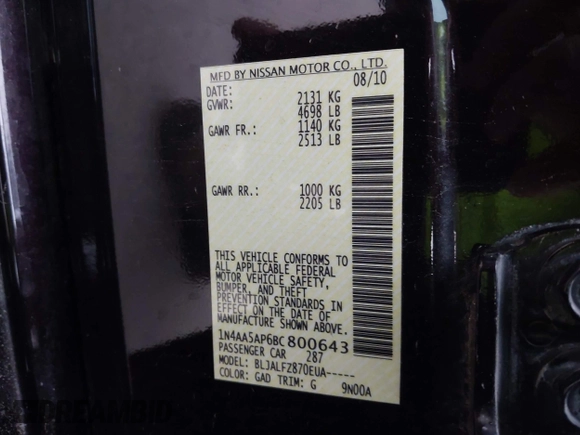 MFD BY NISSAN MOTOR CO., LTD.
DATE: 08/10
GVWR: 2131 KG
4698 LB
GAWR FR.: 1140 KG
2513 LB
GAWR RR.: 1000 KG
2205 LB
THIS VEHICLE CONFORMS TO
ALL APPLICABLE FEDERAL
MOTOR VEHICLE SAFETY,
BUMPER, AND THEFT
PREVENTION STANDARDS IN
EFFECT ON THE DATE OF
MANUFACTURE SHOWN ABOVE.
1N4AA5AP6BC800643
PASSENGER CAR 287
MODEL: BLJALFZ870EUA-----
COLOR: GAD TRIM: G 9N00A
DREAMBID